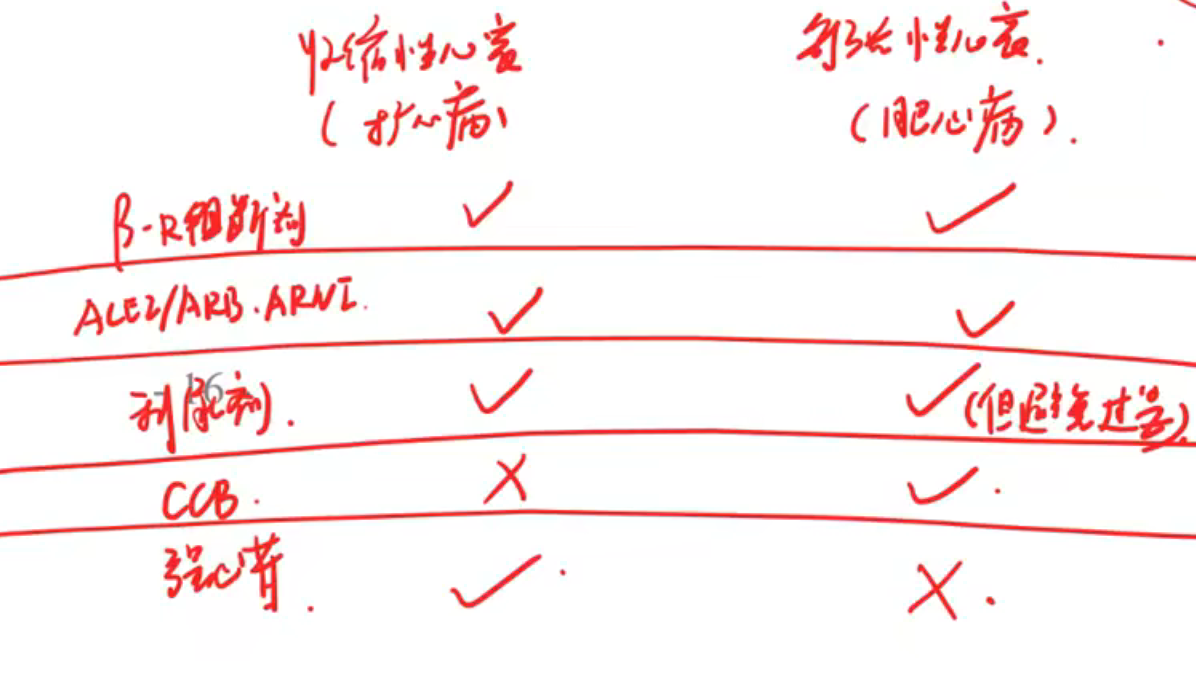 收缩性心衰 舒张性心衰.
(扩心病) (肥心病).
β-R阻断剂 ✓ ✓
ACEI/ARB.ARNI. ✓ ✓
利尿剂. ✓ ✓(但避免过量)
CCB. X ✓.
强心苷. ✓. X.